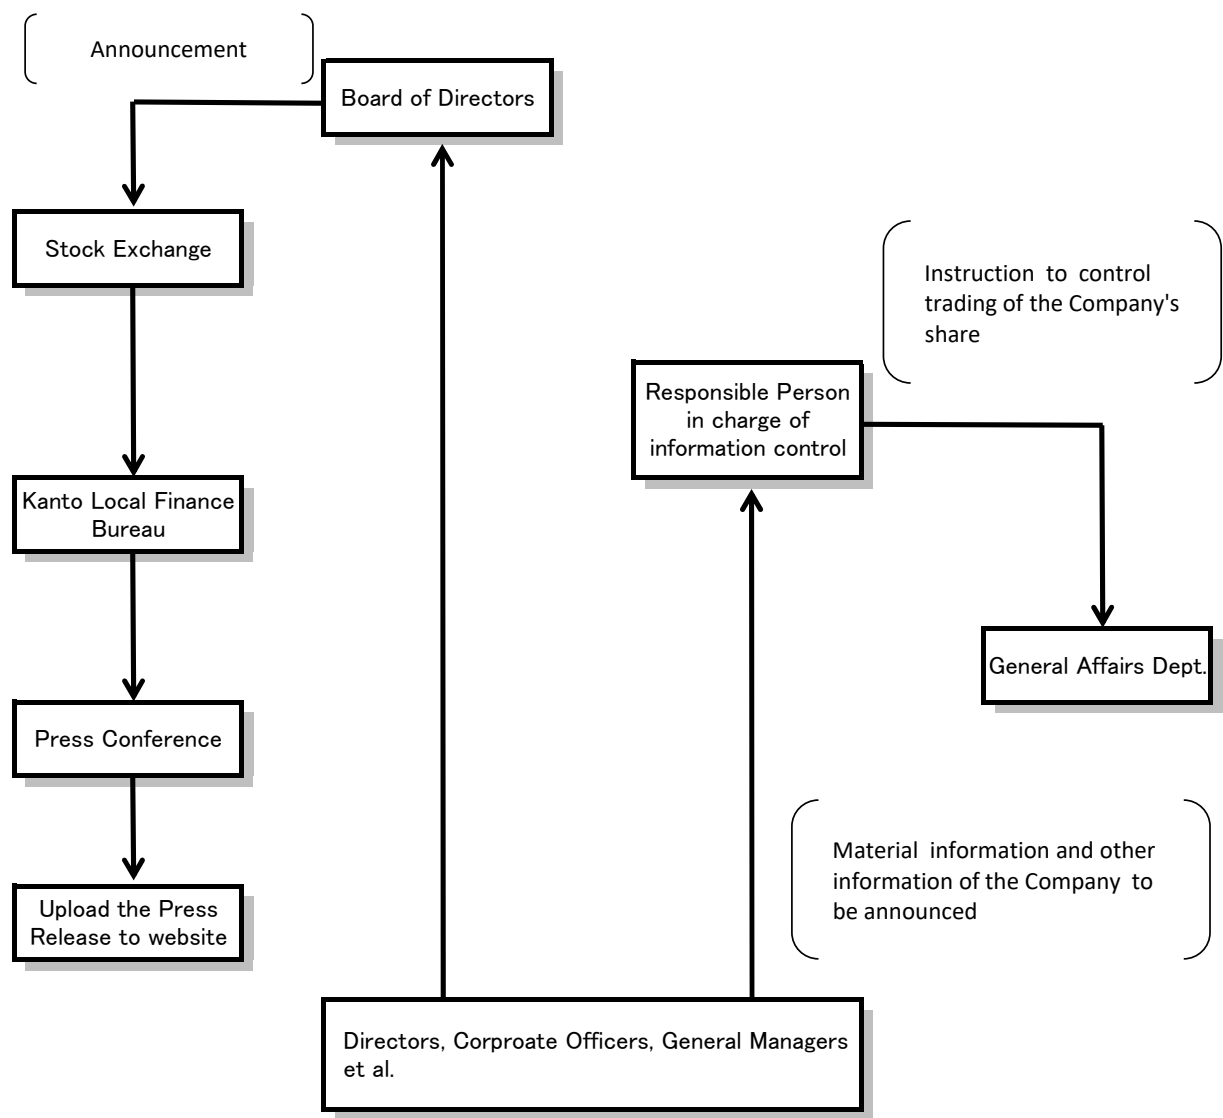 Announcement
Board of Directors
Stock Exchange
Instruction to control
trading of the Company's
share
Responsible Person
in charge of
information control
Kanto Local Finance
Bureau
General Affairs Dept.
Press Conference
Material information and other
information of the Company to
be announced
Upload the Press
Release to website
Directors, Corproate Officers, General Managers
et al.